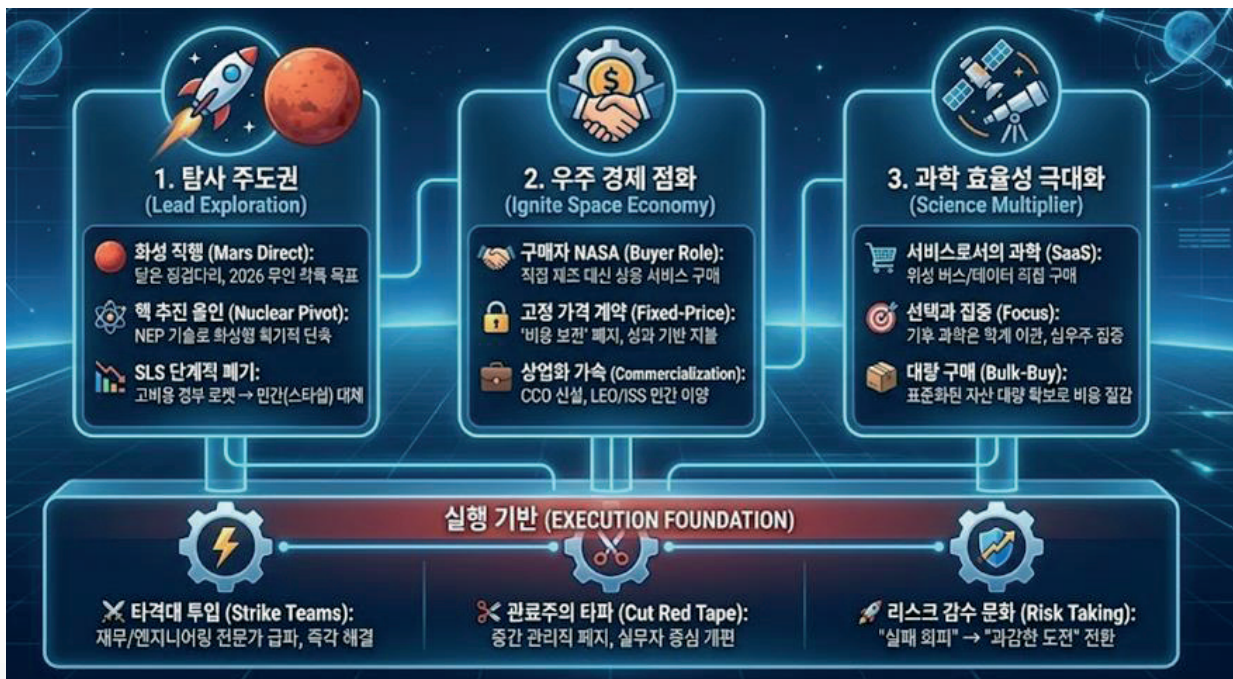 1. 탐사 주도권
(Lead Exploration)
화성 직행 (Mars Direct):
달은 징검다리, 2026 무인 착륙 목표
핵 추진 올인 (Nuclear Pivot):
NEP 기술로 획기적
SLS 단계적 폐기:
고비용 로켓 → 민간(스타쉽) 대체
2. 우주 경제 점화
(Ignite Space Economy)
구매자 NASA (Buyer Role):
직접 제조 대신 상용 서비스 구매
고정 가격 계약 (Fixed-Price):
'비용 보전' 폐지, 성과 기반 지불
상업화 가속 (Commercialization):
CCO 신설, LEO/ISS 민간 이양
3. 과학 효율성 극대화
(Science Multiplier)
서비스로서의 과학 (SaaS):
위성 버스/데이터 직접 구매
선택과 집중 (Focus):
기후 과학은 학계 이관, 심우주 집중
대량 구매 (Bulk-Buy):
표준화된 자산 대량 확보로 비용 절감
실행 기반 (EXECUTION FOUNDATION)
타격대 투입 (Strike Teams):
재무/엔지니어링 전문가 급파, 즉각 해결
관료주의 타파 (Cut Red Tape):
중간 관리직 폐지, 실무자 중심 개편
리스크 감수 문화 (Risk Taking):
"실패 회피" → "과감한 도전" 전환